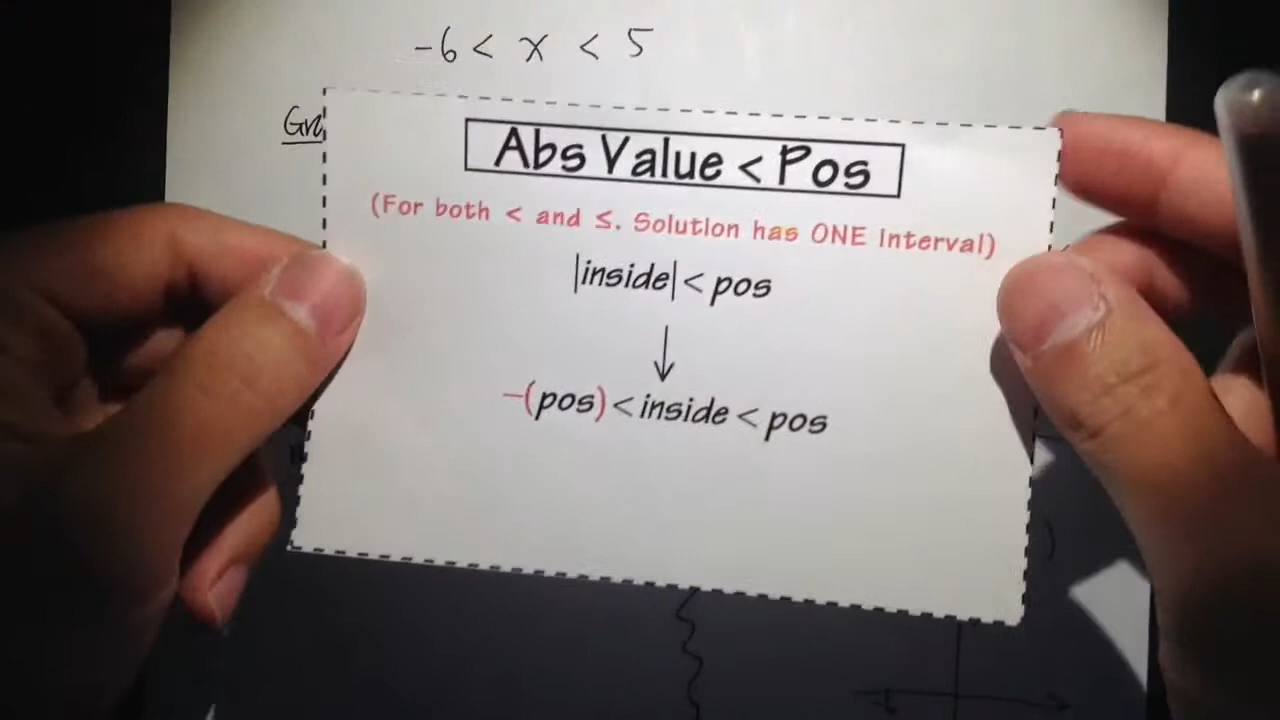 -6 < x < 5
Abs Value < Pos
(For both < and ≤. Solution has ONE interval)
|inside| < pos
↓
-(pos) < inside < pos